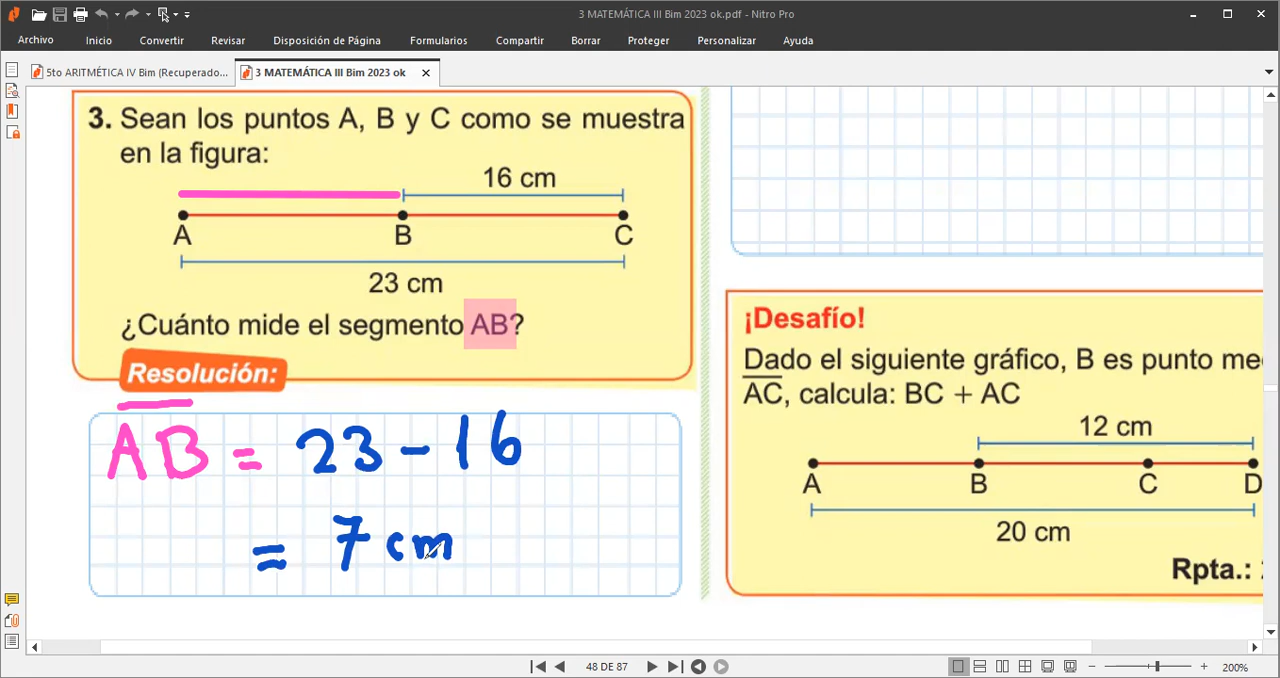 3 MATEMÁTICA III Bim 2023 ok.pdf - Nitro Pro
Archivo Inicio Convertir Revisar Disposición de Página Formularios Compartir Borrar Proteger Personalizar Ayuda
5to ARITMÉTICA IV Bim (Recuperado...
3 MATEMÁTICA III Bim 2023 ok
3. Sean los puntos A, B y C como se muestra
en la figura:
16 cm
A B C
23 cm
¿Cuánto mide el segmento AB?
Resolución:
AB = 23 - 16
= 7 cm
¡Desafío!
Dado el siguiente gráfico, B es punto me
AC, calcula: BC + AC
12 cm
A B C D
20 cm
Rpta.:
48 DE 87
200%